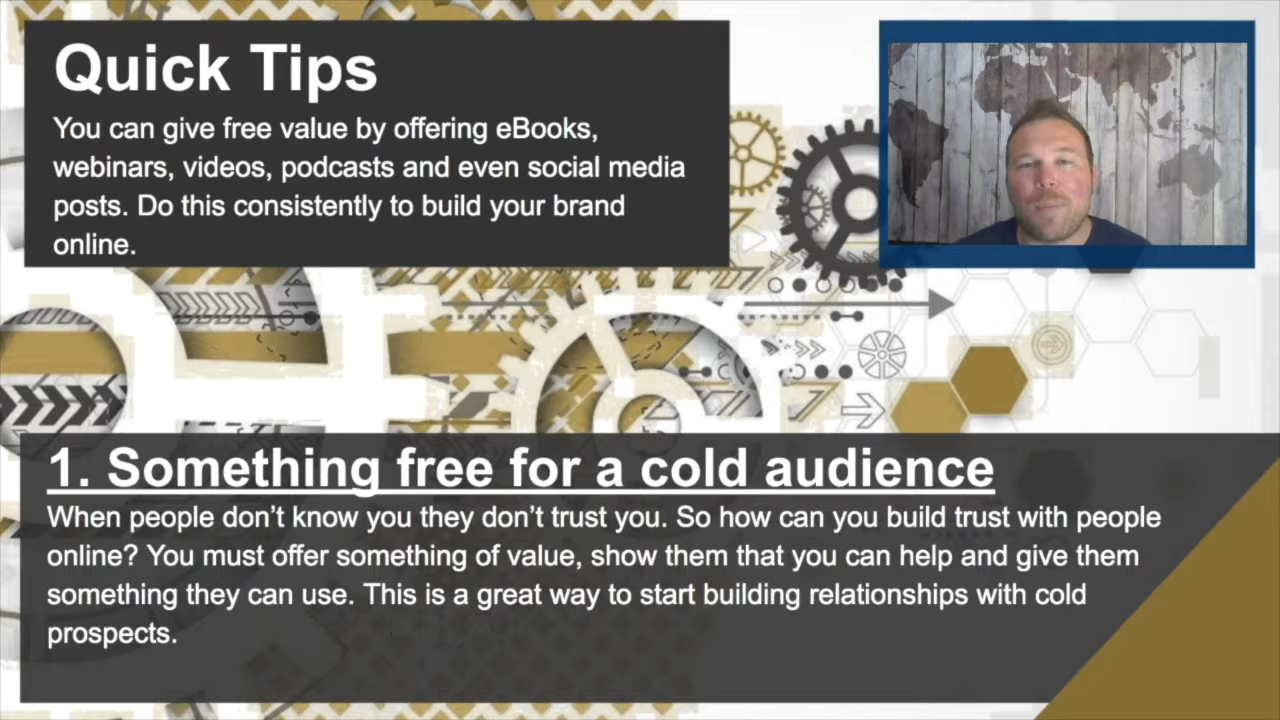 Quick Tips
You can give free value by offering eBooks,
webinars, videos, podcasts and even social media
posts. Do this consistently to build your brand
online.
1. Something free for a cold audience
When people don’t know you they don’t trust you. So how can you build trust with people
online? You must offer something of value, show them that you can help and give them
something they can use. This is a great way to start building relationships with cold
prospects.